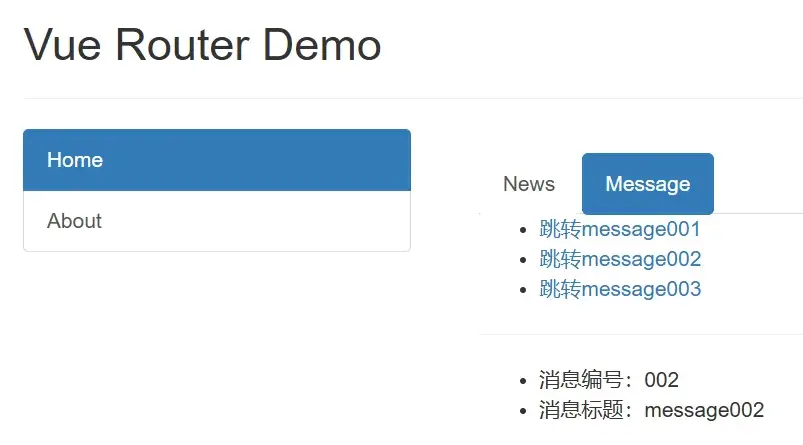 Vue Router Demo
Home
About
News
Message
跳转message001
跳转message002
跳转message003
消息编号：002
消息标题：message002